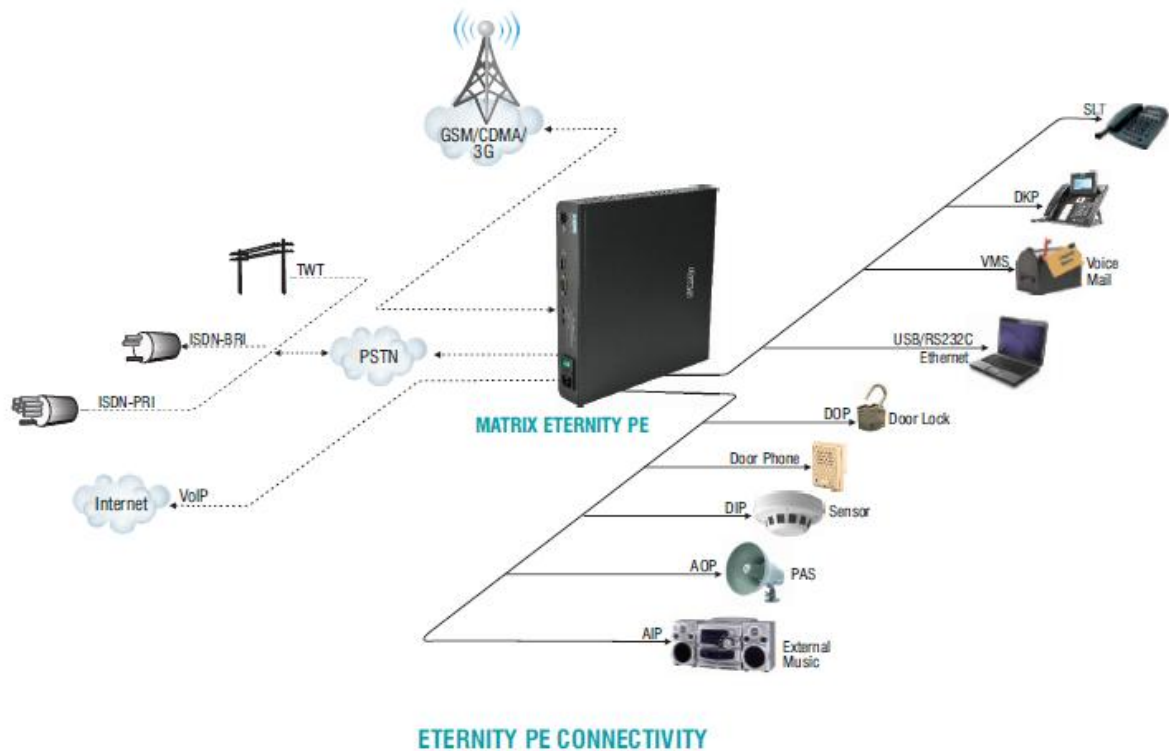 GSM/CDMA/
3G
SLT
DKP
VMS
Voice
Mail
TWT
ISDN-BRI
PSTN
USB/RS232C
Ethernet
ISDN-PRI
MATRIX ETERNITY PE
DOP
Door Lock
Door Phone
Internet
VoIP
DIP
Sensor
AOP
PAS
AIP
External
Music
ETERNITY PE CONNECTIVITY